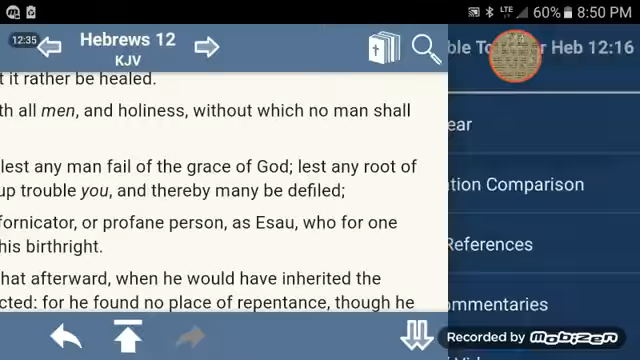 LTE 60% 8:50 PM
12:35
Hebrews 12
KJV
ble To Heb 12:16
t it rather be healed.
th all men, and holiness, without which no man shall
lest any man fail of the grace of God; lest any root of
up trouble you, and thereby many be defiled;
fornicator, or profane person, as Esau, who for one
his birthright.
hat afterward, when he would have inherited the
cted: for he found no place of repentance, though he
ear
tion Comparison
References
ommentaries
Recorded by Mobizen